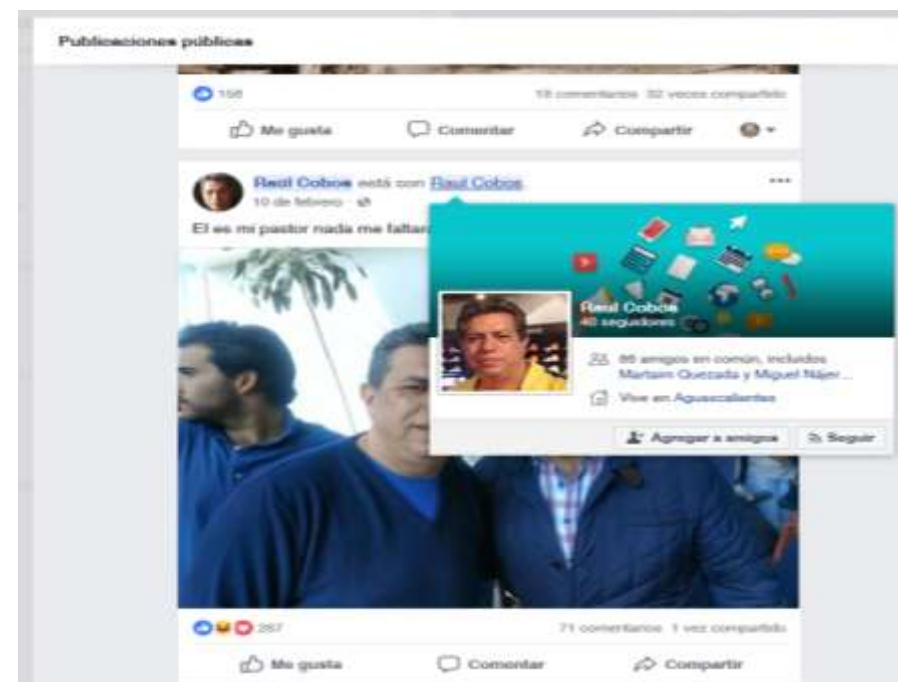 Publicaciones públicas
158
18 comentarios 32 veces compartido
Me gusta
Comentar
Compartir
Raúl Cobos está con Raul Cobos.
10 de febrero
El es mi pastor nada me faltara
Raul Cobos
40 seguidores
86 amigos en común, incluidos
Martaim Quezada y Miguel Nájer...
Vive en Aguascalientes
Agregar a amigos
Seguir
287
71 comentarios 1 vez compartido
Me gusta
Comentar
Compartir